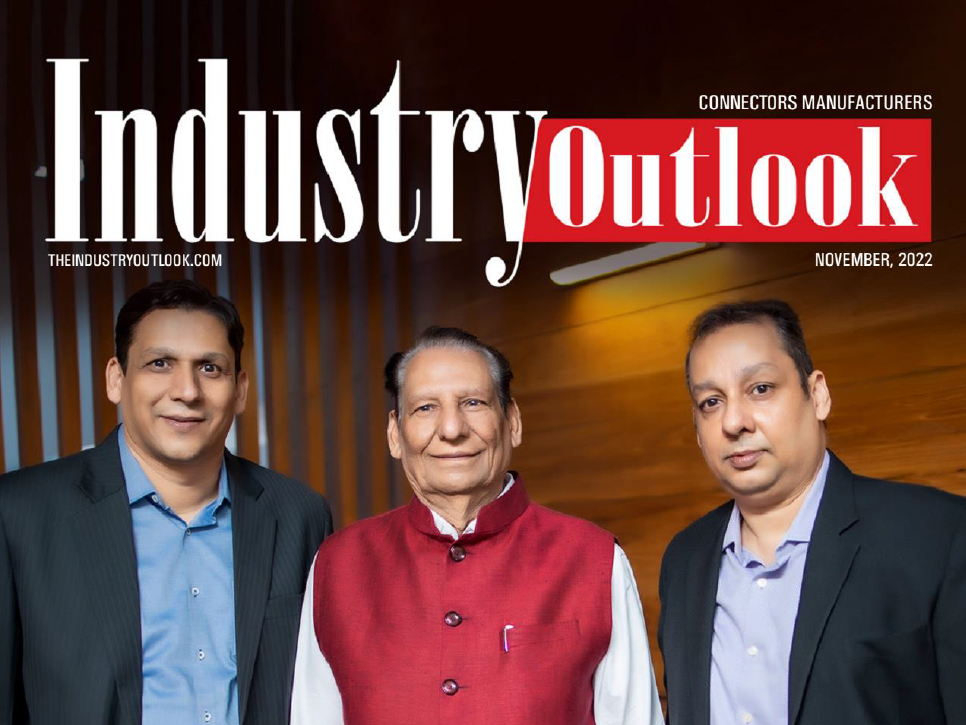 CONNECTORS MANUFACTURERS
Industry Outlook
THEINDUSTRYOUTLOOK.COM
NOVEMBER, 2022